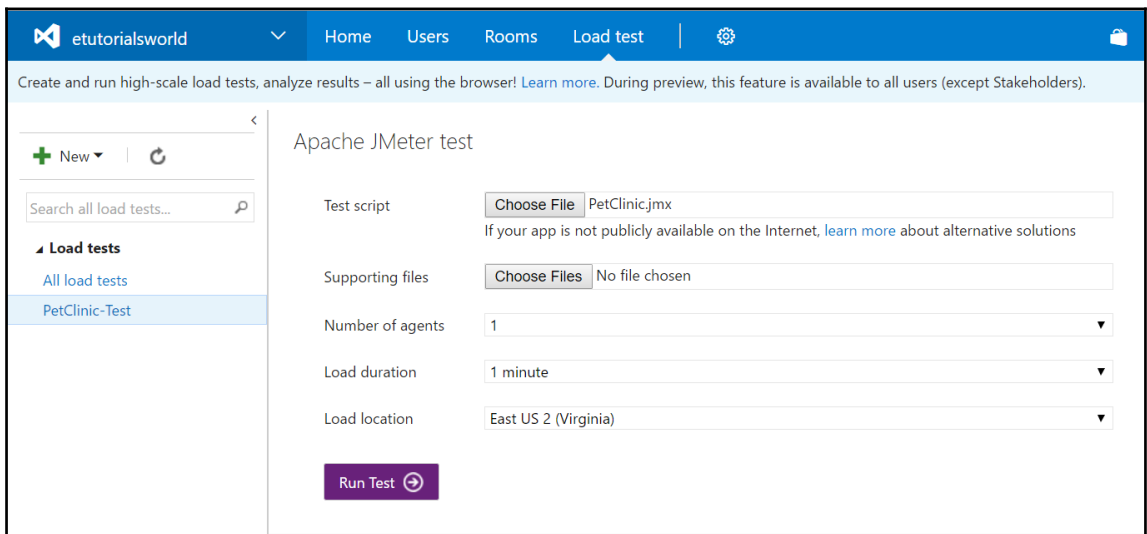 etutorialsworld Home Users Rooms Load test
Create and run high-scale load tests, analyze results – all using the browser! Learn more. During preview, this feature is available to all users (except Stakeholders).
New
Search all load tests...
Load tests
All load tests
PetClinic-Test
Apache JMeter test
Test script Choose File PetClinic.jmx
If your app is not publicly available on the Internet, learn more about alternative solutions
Supporting files Choose Files No file chosen
Number of agents 1
Load duration 1 minute
Load location East US 2 (Virginia)
Run Test